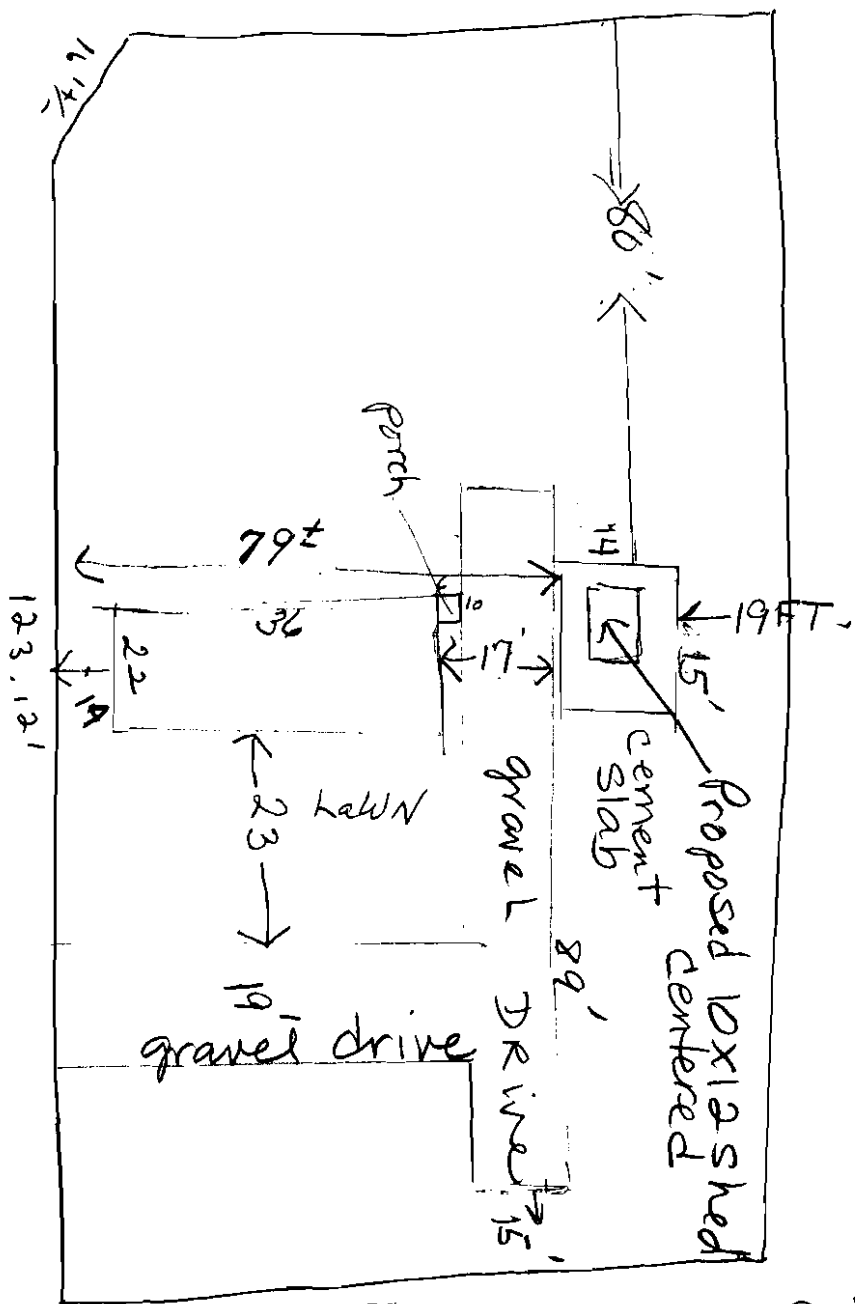 80'
porch
79±
36
10
14
19FT.
15'
17'
22
14
123.12'
23
LaWN
cement
Slab
Proposed 10x12 shed
centered
gravel DRive
89'
19'
gravel drive
15'